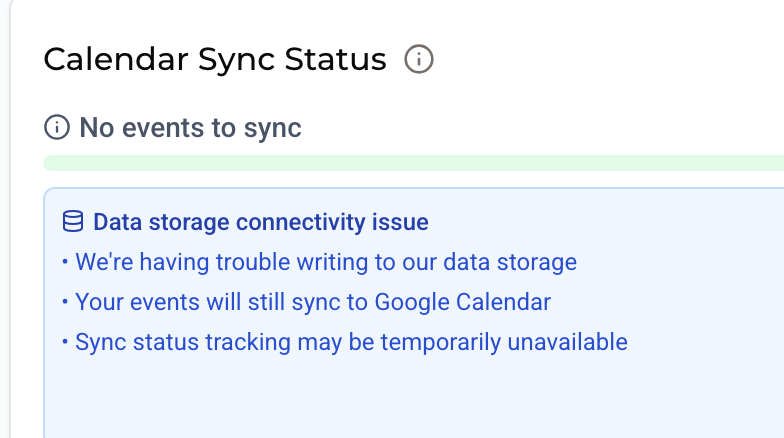 Calendar Sync Status
No events to sync
Data storage connectivity issue
• We're having trouble writing to our data storage
• Your events will still sync to Google Calendar
• Sync status tracking may be temporarily unavailable